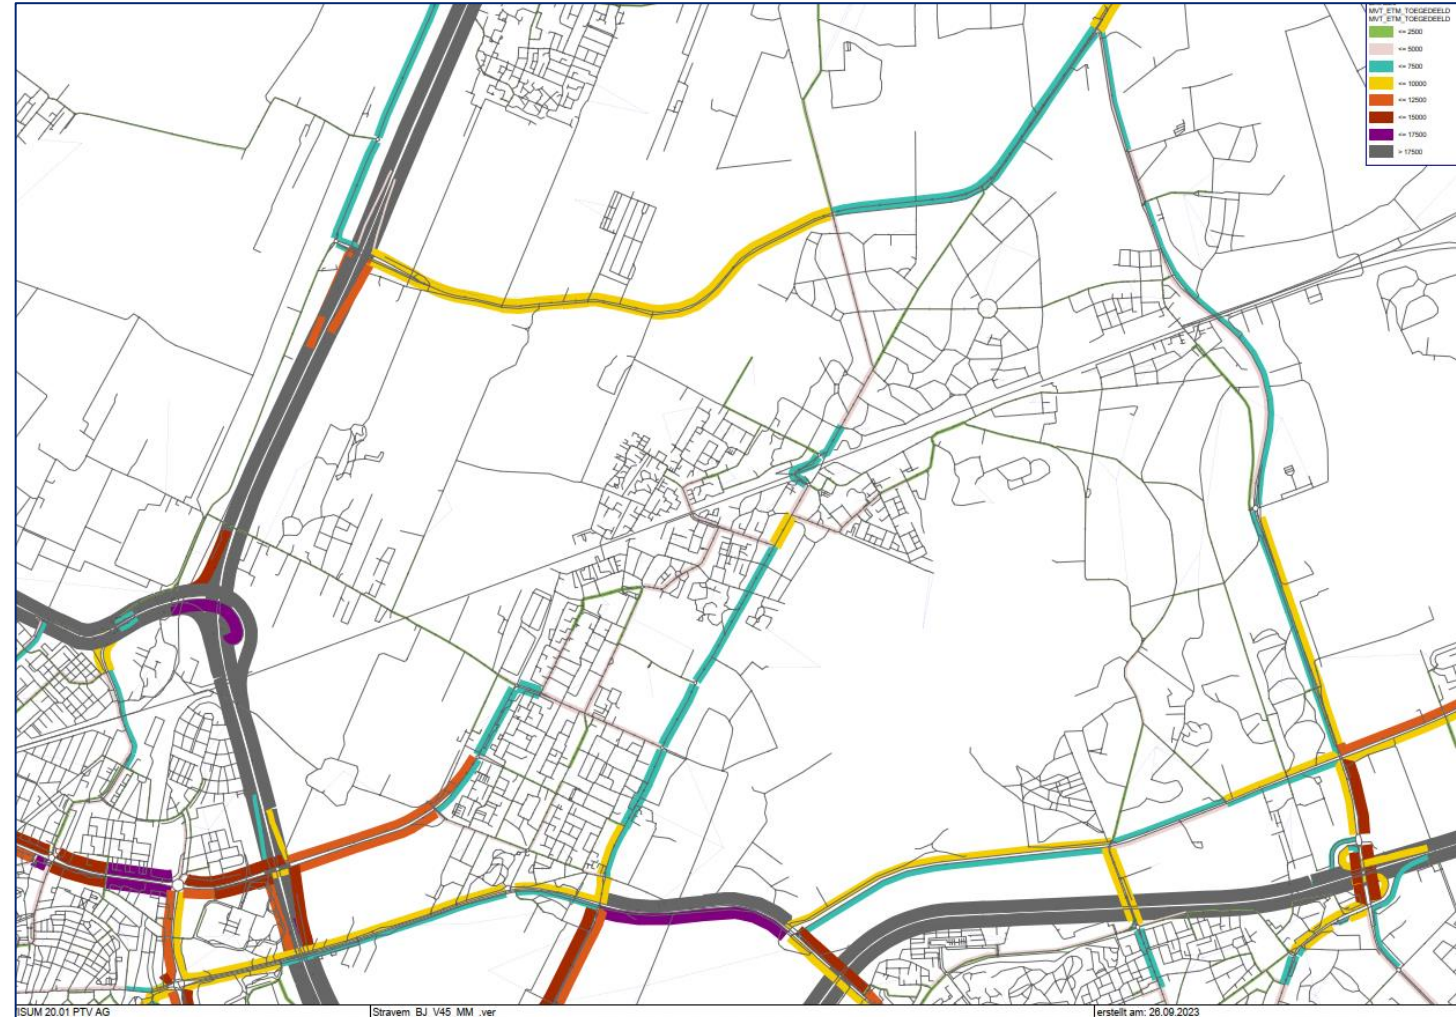 MVT_ETM_TOEGEDEELD
MVT_ETM_TOEGEDEELD
<= 2500
<= 5000
<= 7500
<= 10000
<= 12500
<= 15000
<= 17500
> 17500
ISUM 20.01 PTV AG
Stravem_BJ_V45_MM_.ver
erstellt am: 26.09.2023